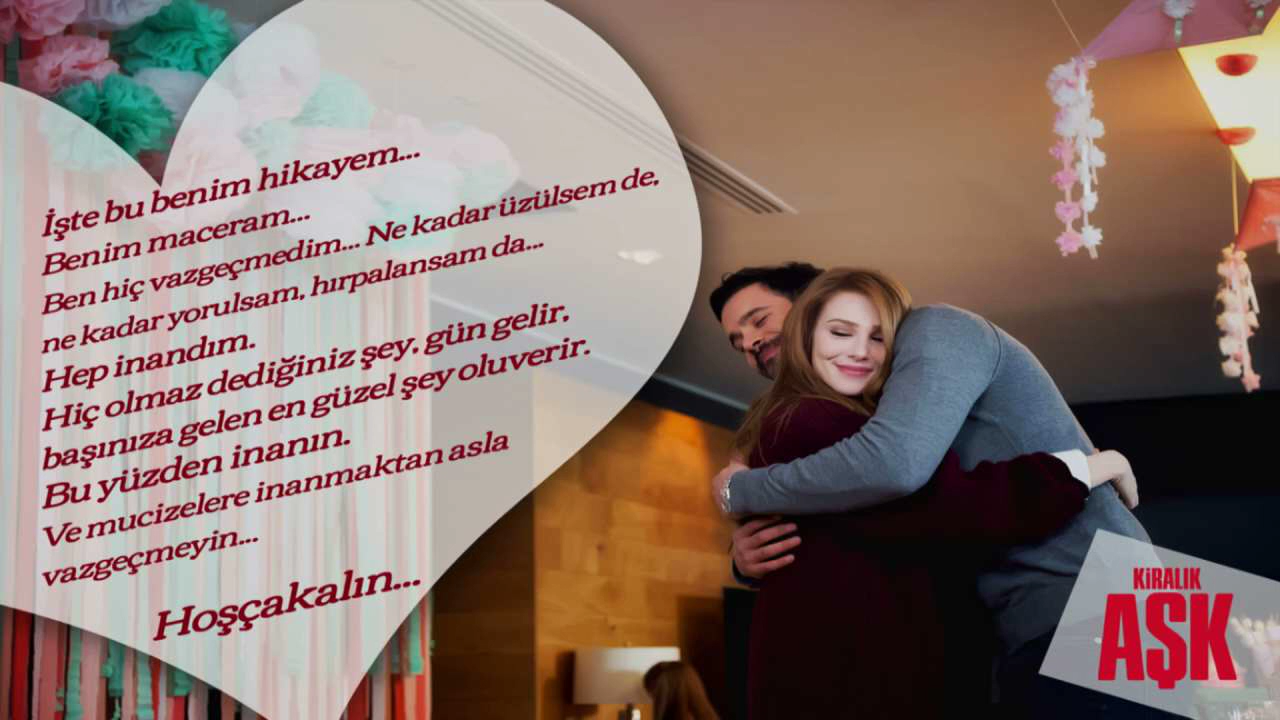 İşte bu benim hikayem...
Benim maceram...
Ben hiç vazgeçmedim... Ne kadar üzülsem de,
ne kadar yorulsam, hırpalansam da...
Hep inandım.
Hiç olmaz dediğiniz şey, gün gelir,
başınıza gelen en güzel şey oluverir.
Bu yüzden inanın.
Ve mucizelere inanmaktan asla
vazgeçmeyin...
Hoşçakalın...
KİRALIK
AŞK